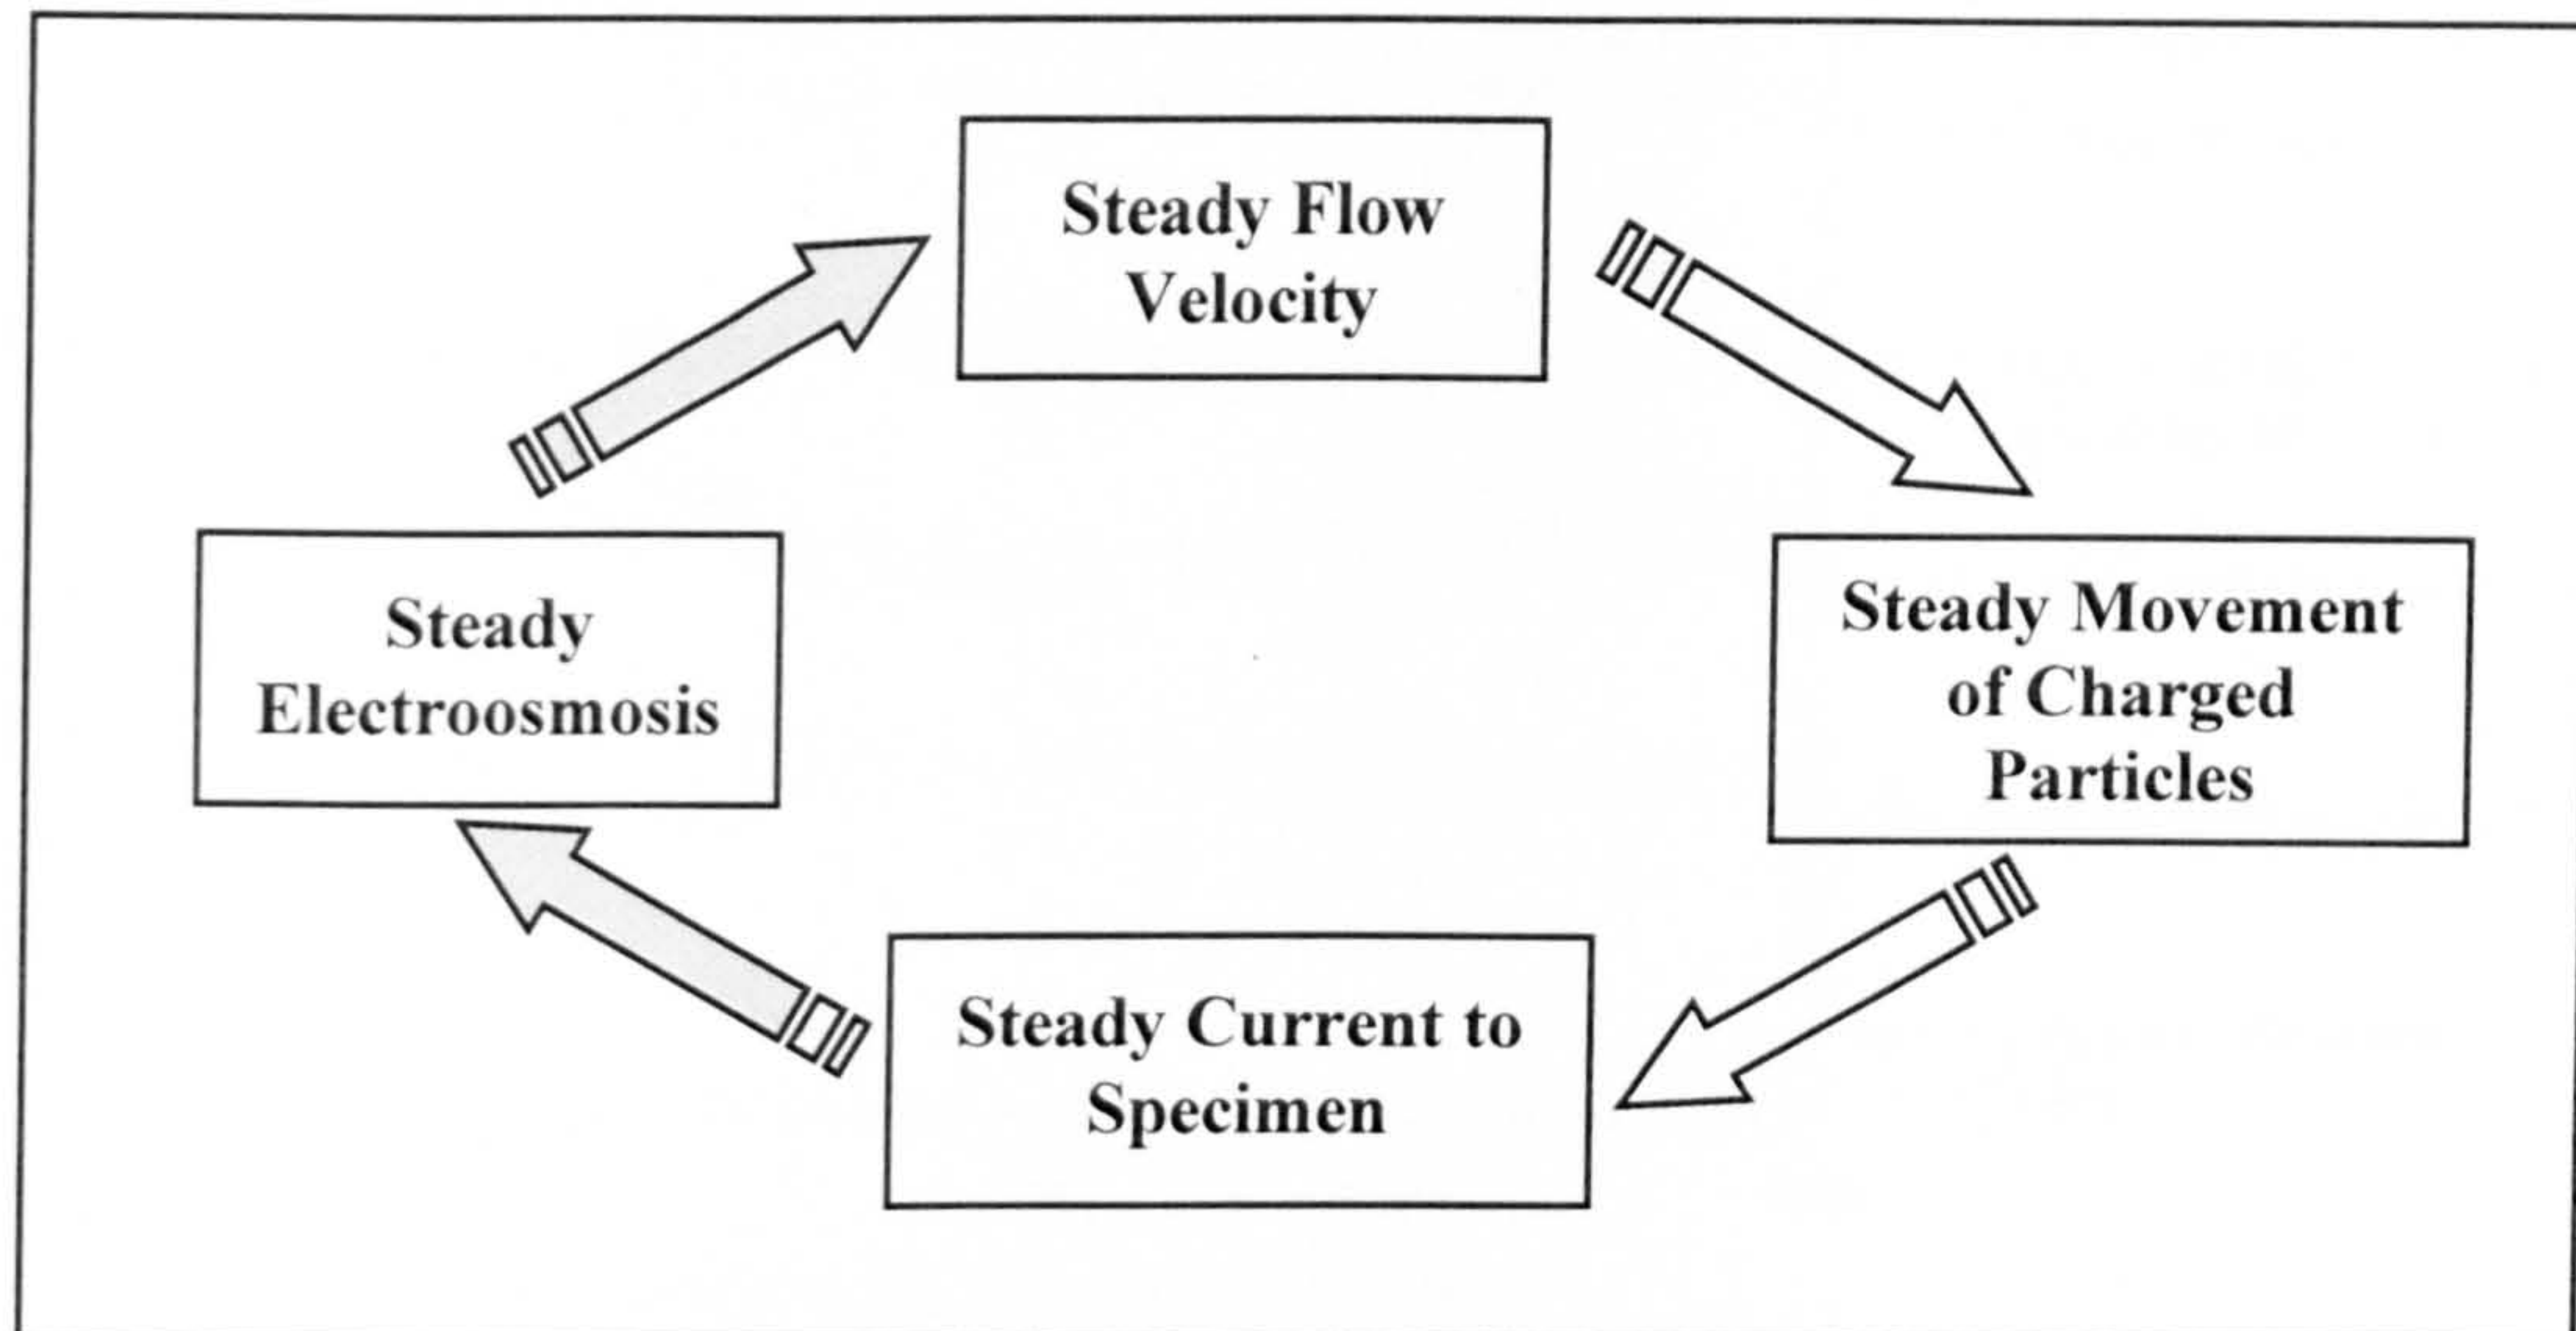 Steady Flow
Velocity
Steady Movement
of Charged
Particles
Steady Current to
Specimen
Steady
Electroosmosis